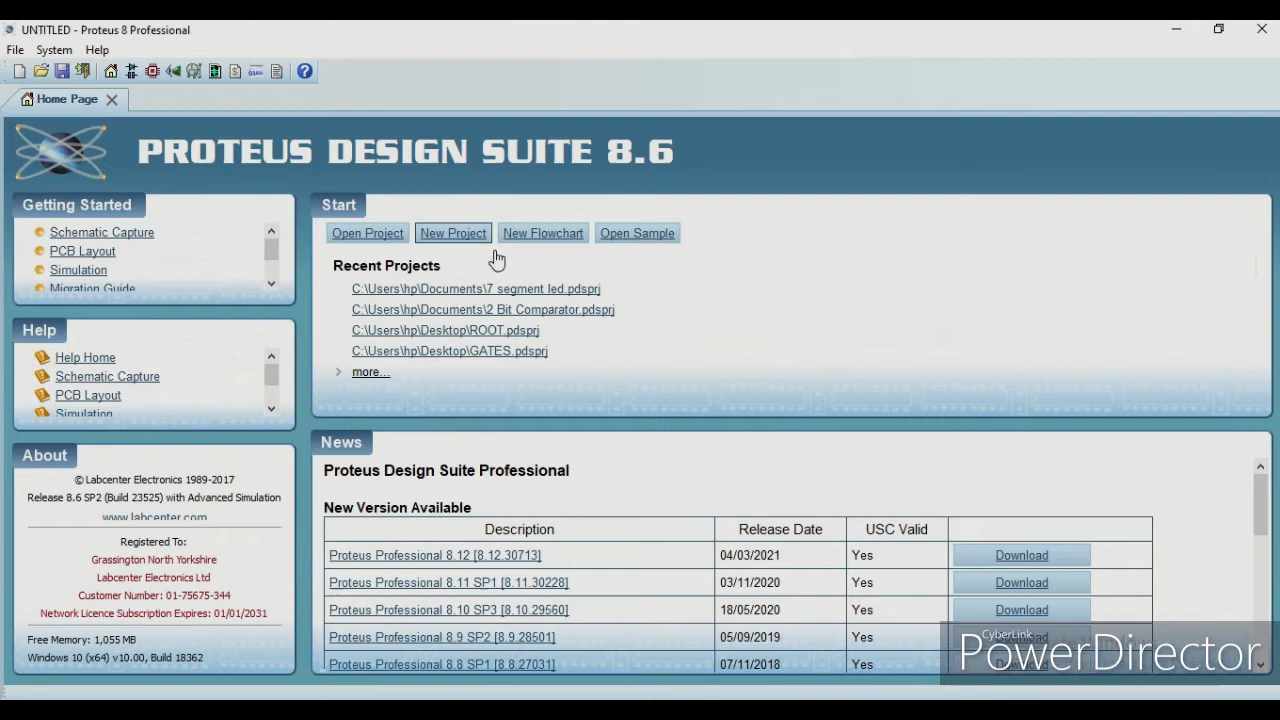 UNTITLED - Proteus 8 Professional
File System Help
Home Page
PROTEUS DESIGN SUITE 8.6
Getting Started
Schematic Capture
PCB Layout
Simulation
Migration Guide
Start
Open Project New Project New Flowchart Open Sample
Recent Projects
C:\Users\hp\Documents\7 segment led.pdsprj
C:\Users\hp\Documents\2 Bit Comparator.pdsprj
C:\Users\hp\Desktop\ROOT.pdsprj
C:\Users\hp\Desktop\GATES.pdsprj
more...
Help
Help Home
Schematic Capture
PCB Layout
Simulation
About
© Labcenter Electronics 1989-2017
Release 8.6 SP2 (Build 23525) with Advanced Simulation
www.labcenter.com
Registered To:
Grassington North Yorkshire
Labcenter Electronics Ltd
Customer Number: 01-75675-344
Network Licence Subscription Expires: 01/01/2031
Free Memory: 1,055 MB
Windows 10 (x64) v10.00, Build 18362
News
Proteus Design Suite Professional
New Version Available
Description Release Date USC Valid
Proteus Professional 8.12 [8.12.30713] 04/03/2021 Yes Download
Proteus Professional 8.11 SP1 [8.11.30228] 03/11/2020 Yes Download
Proteus Professional 8.10 SP3 [8.10.29560] 18/05/2020 Yes Download
Proteus Professional 8.9 SP2 [8.9.28501] 05/09/2019 Yes Download
Proteus Professional 8.8 SP1 [8.8.27031] 07/11/2018 Yes
CyberLink
PowerDirector